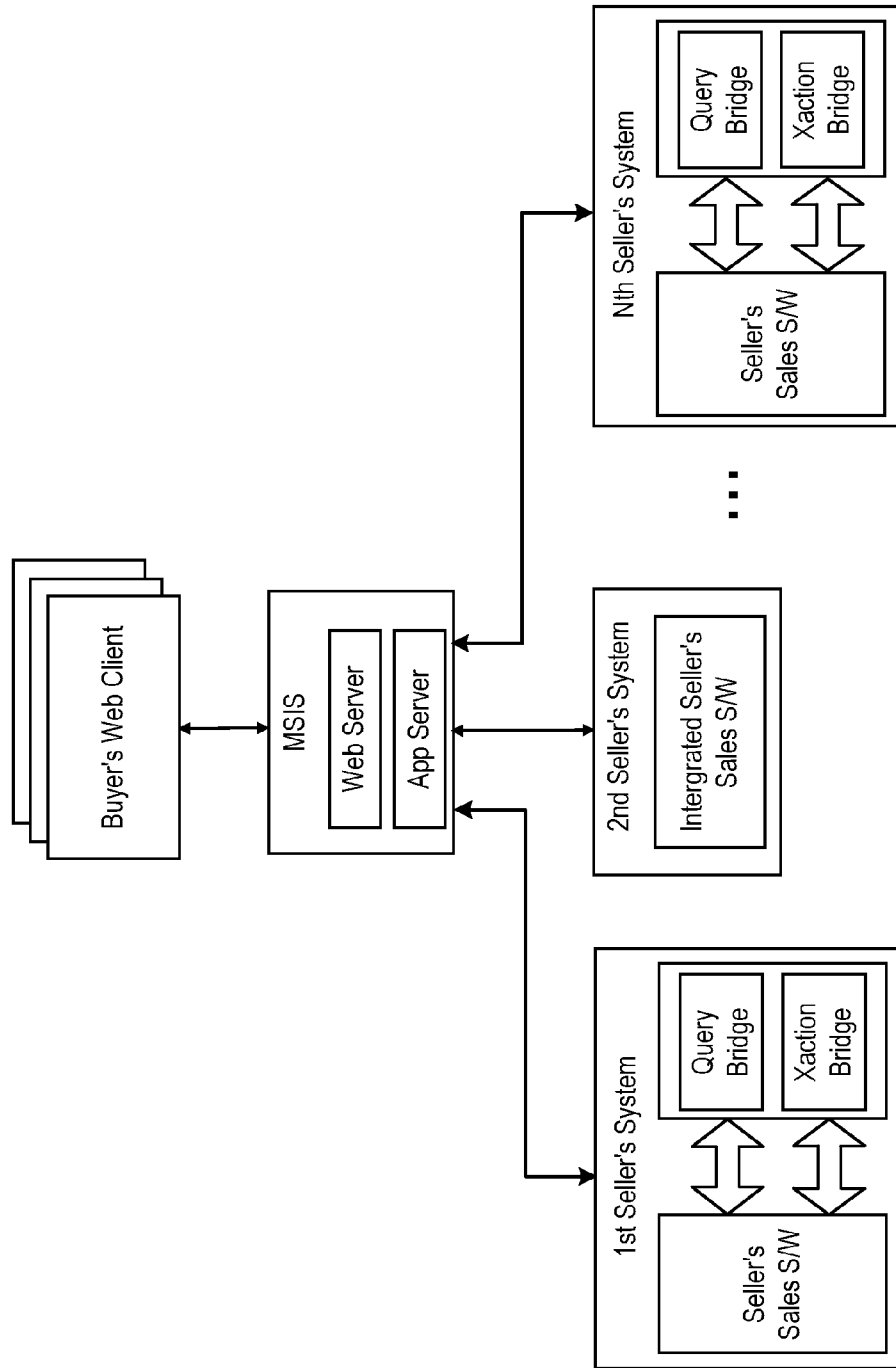 Buyer's Web Client
MSIS
Web Server
App Server
1st Seller's System
Seller's
Sales S/W
Query
Bridge
Xaction
Bridge
2nd Seller's System
Intergrated Seller's
Sales S/W
...
Nth Seller's System
Seller's
Sales S/W
Query
Bridge
Xaction
Bridge